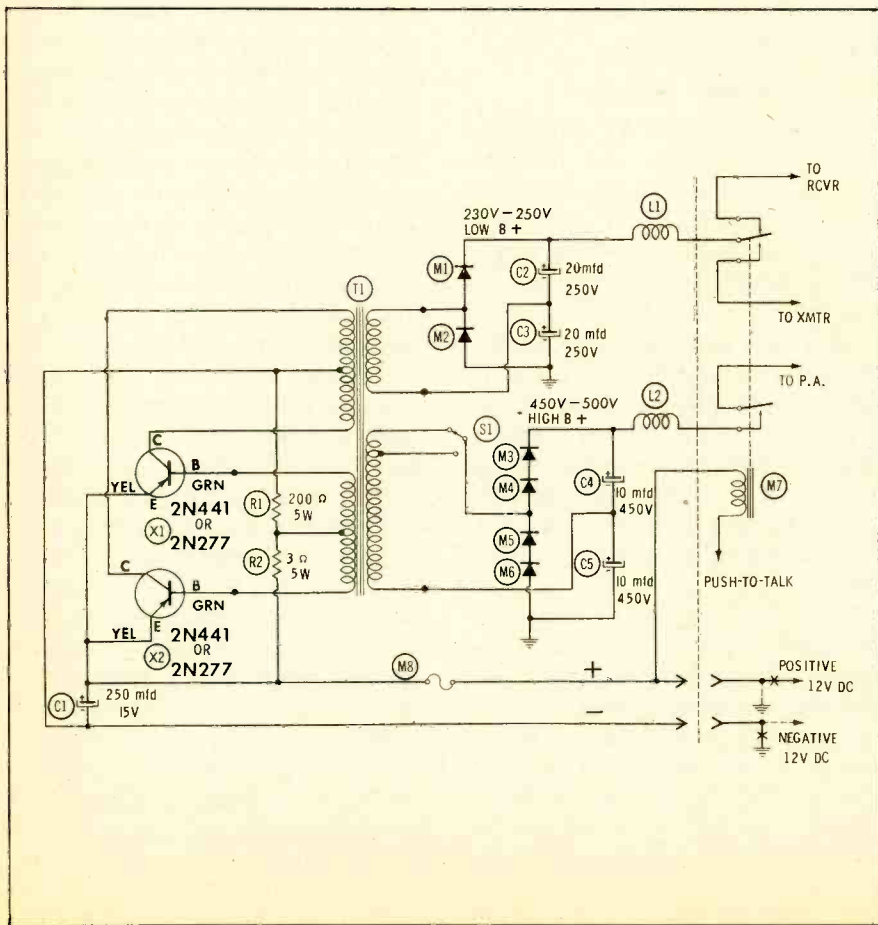 TO
RCVR
L1
230V-250V
LOW B +
M1
C2
20mfd
250V
T1
M2
C3
20 mfd
250V
TO XMTR
TO P.A.
L2
450V-500V
HIGH B +
S1
M3
C
M4
C4
10 mfd
450V
M7
B
YEL
GRN
R1
200 Ω
5W
E
2N441
OR
2N277
X1
M5
R2
3 Ω
5W
C5
10 mfd
450V
M6
C
B
GRN
PUSH-TO-TALK
YEL
E
2N441
OR
2N277
X2
M8
+
POSITIVE
12V DC
C1
250 mfd
15V
−
NEGATIVE
12V DC